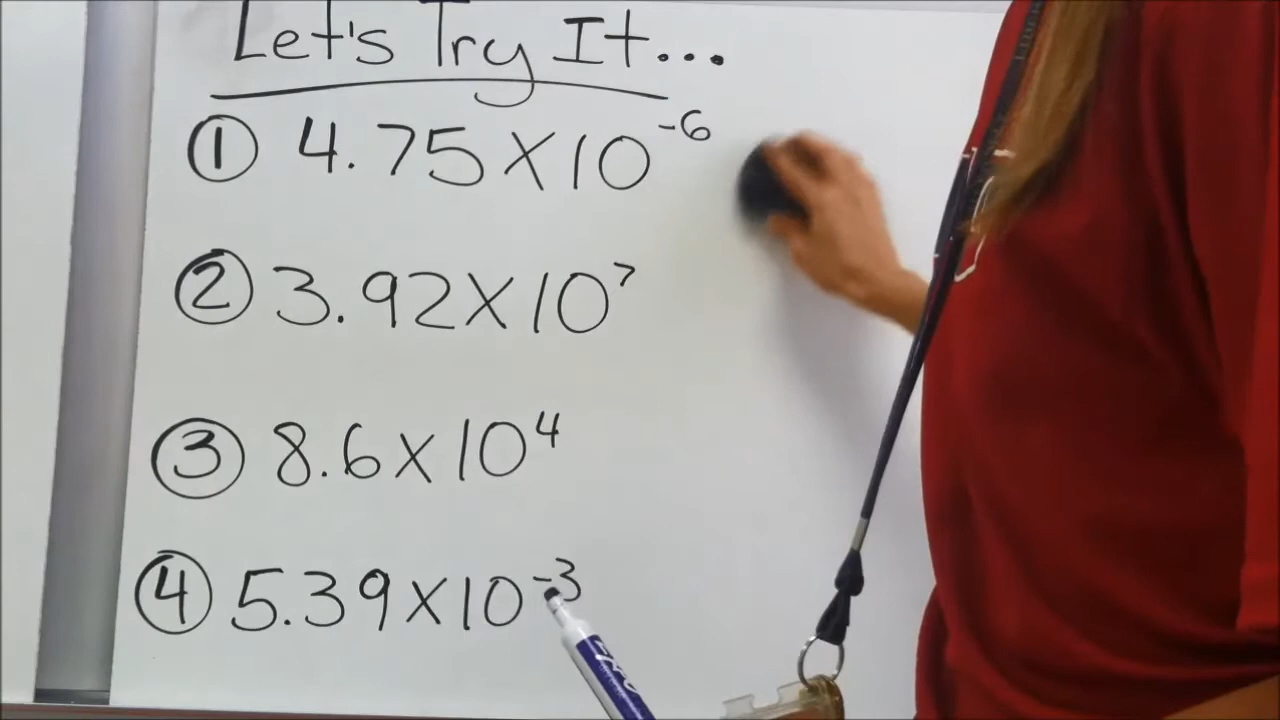 Let's Try It...
① 4.75 X 10⁻⁶
② 3.92 X 10⁷
③ 8.6 X 10⁴
④ 5.39 X 10⁻³